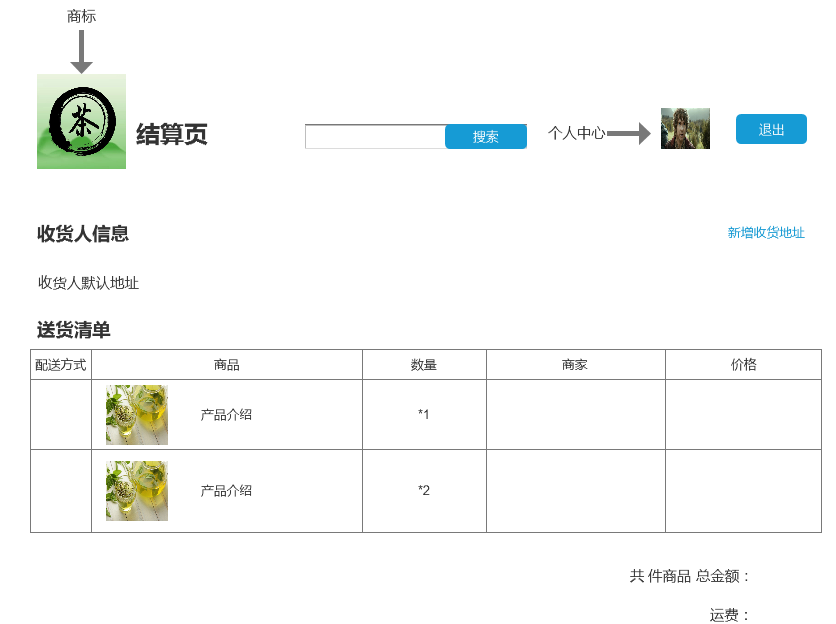 商标
茶
结算页
搜索
个人中心
退出
收货人信息
新增收货地址
收货人默认地址
送货清单
配送方式 商品 数量 商家 价格
产品介绍 *1
产品介绍 *2
共 件商品 总金额：
运费：